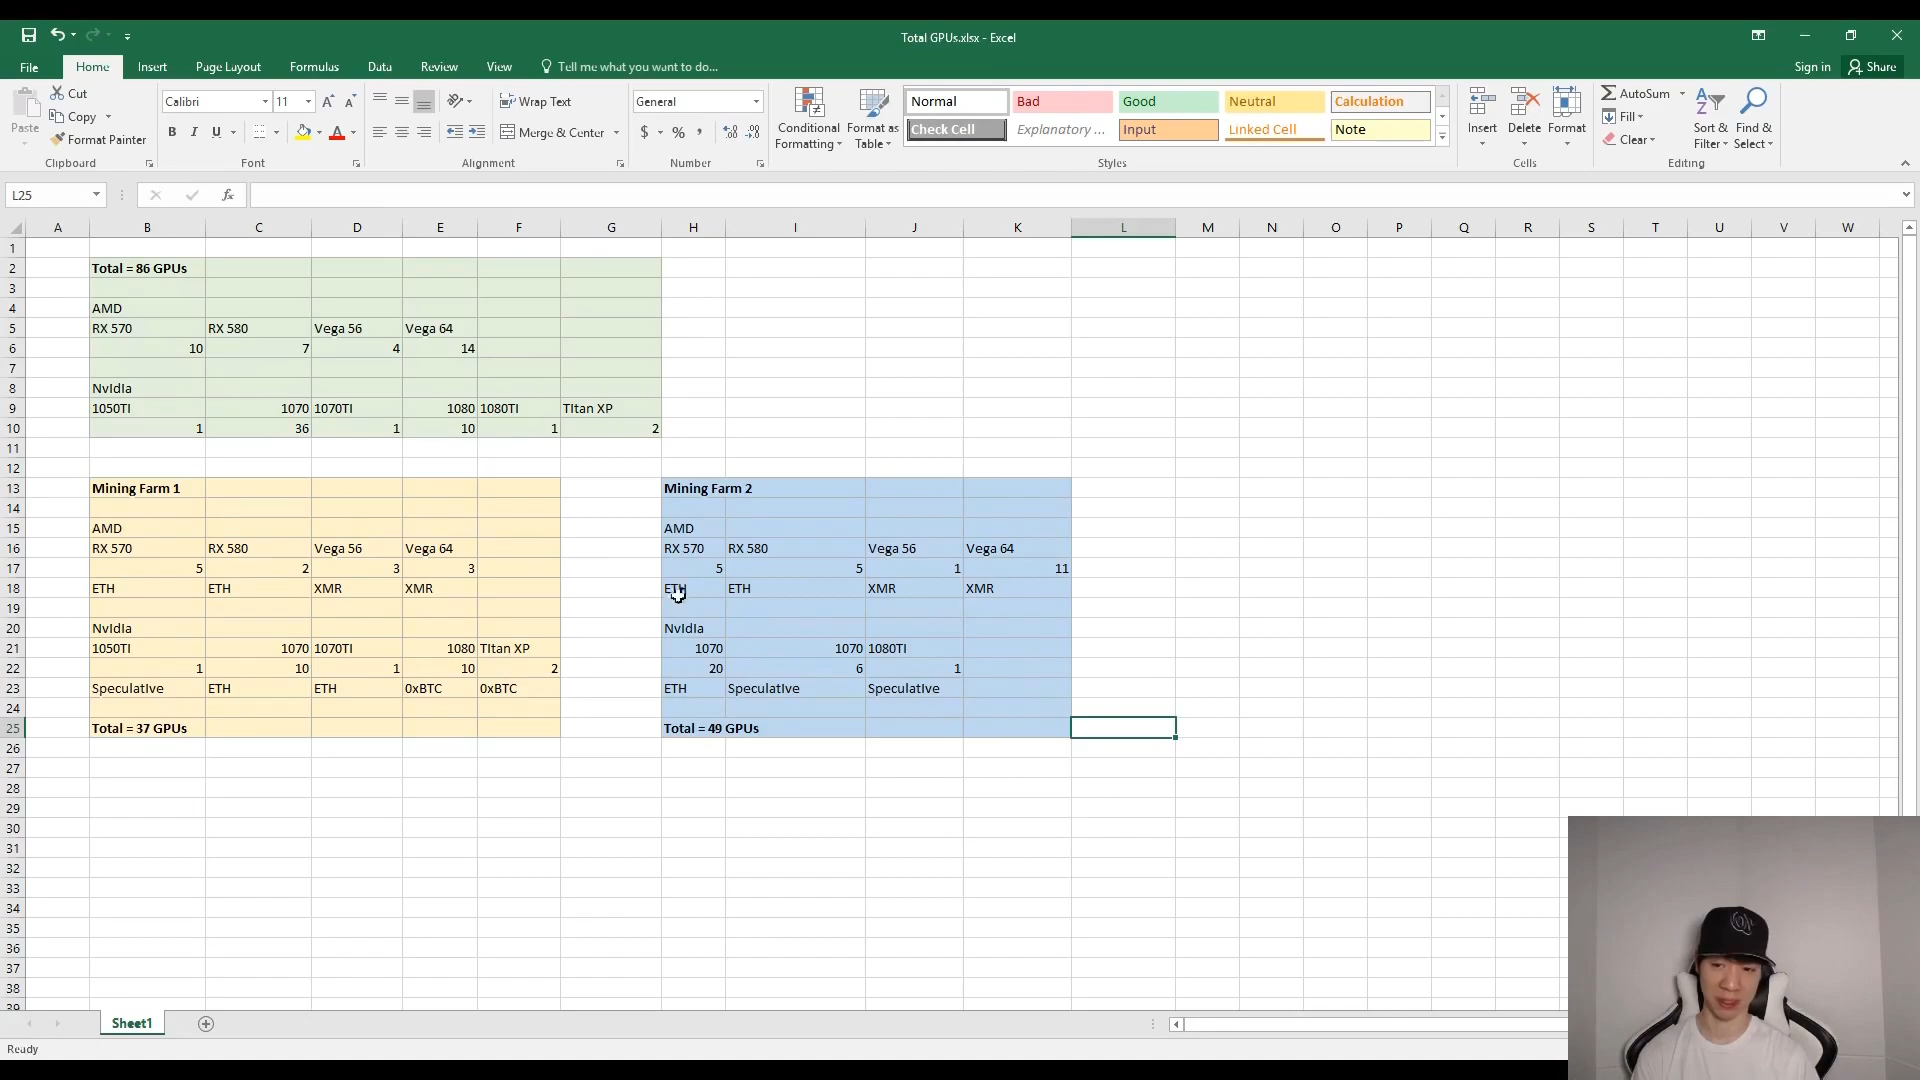 Total GPUs.xlsx - Excel
File Home Insert Page Layout Formulas Data Review View Tell me what you want to do... Sign in Share
Paste
Cut
Copy
Format Painter
Clipboard
Calibri 11
B I U
Font
Wrap Text
Merge & Center
Alignment
General
$ % ,
Number
Conditional Formatting
Format as Table
Normal Bad Good Neutral Calculation
Check Cell Explanatory ... Input Linked Cell Note
Styles
Insert Delete Format
Cells
AutoSum
Fill
Clear
Sort & Filter
Find & Select
Editing
L25 fx
A B C D E F G H I J K L M N O P Q R S T U V W
1
2 Total = 86 GPUs
3
4 AMD
5 RX 570 RX 580 Vega 56 Vega 64
6 10 7 4 14
7
8 NvIdIa
9 1050TI 1070 1070TI 1080 1080TI TItan XP
10 1 36 1 10 1 2
11
12
13 Mining Farm 1 Mining Farm 2
14
15 AMD AMD
16 RX 570 RX 580 Vega 56 Vega 64 RX 570 RX 580 Vega 56 Vega 64
17 5 2 3 3 5 5 1 11
18 ETH ETH XMR XMR ETH ETH XMR XMR
19
20 NvIdIa NvIdIa
21 1050TI 1070 1070TI 1080 TItan XP 1070 1070 1080TI
22 1 10 1 10 2 20 6 1
23 SpeculatIve ETH ETH 0xBTC 0xBTC ETH SpeculatIve SpeculatIve
24
25 Total = 37 GPUs Total = 49 GPUs
26
27
28
29
30
31
32
33
34
35
36
37
38
39
Sheet1
Ready